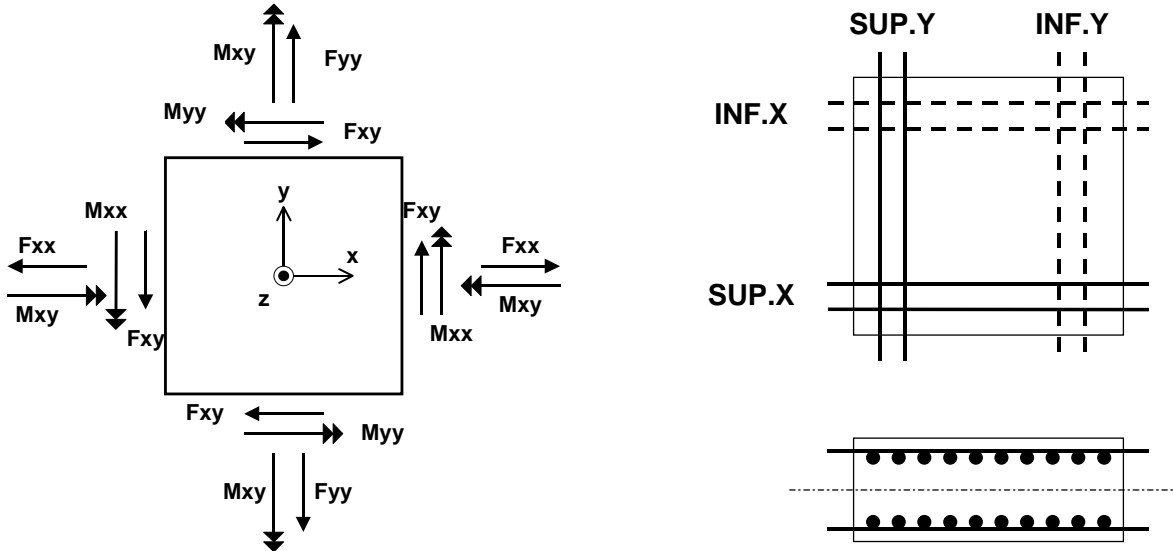 Mxy
Fyy
Myy
Fxy
y
x
z
Mxx
Fxx
Mxy
Fxy
Fxy
Fxx
Mxy
Mxx
Fxy
Myy
Mxy
Fyy
SUP.Y
INF.Y
INF.X
SUP.X